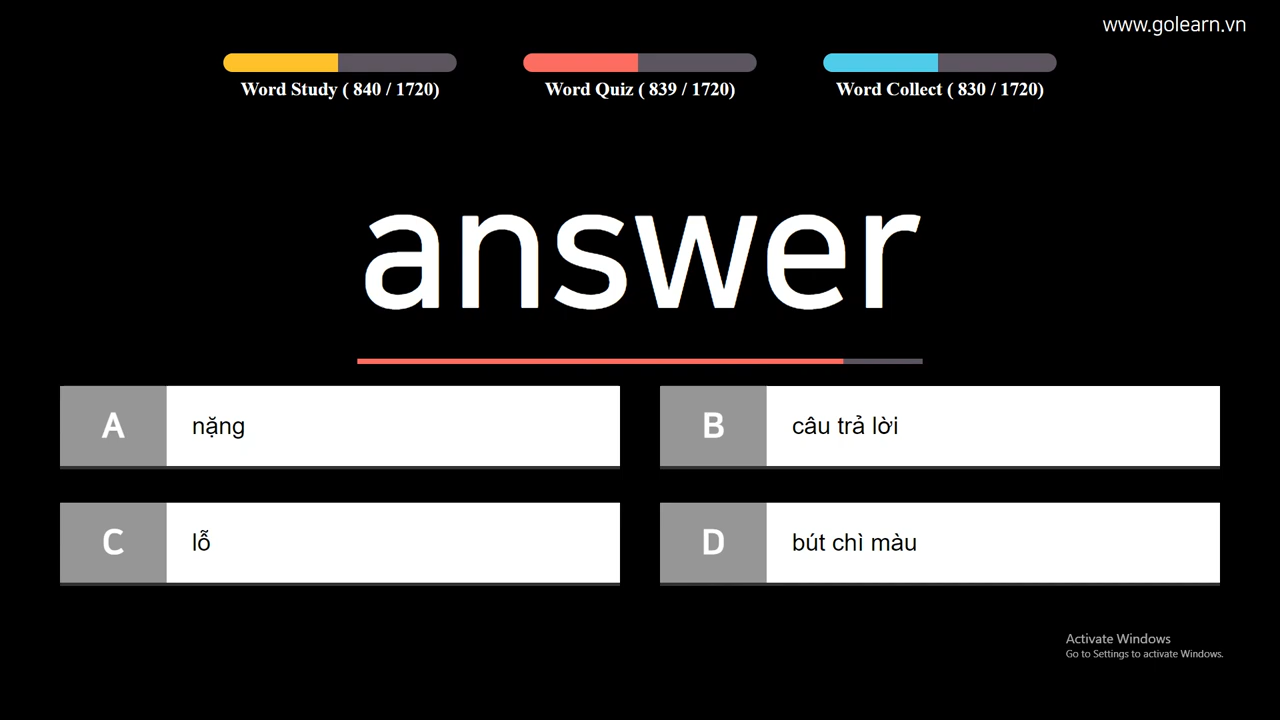 www.golearn.vn
Word Study ( 840 / 1720)
Word Quiz ( 839 / 1720)
Word Collect ( 830 / 1720)
answer
A nặng
B câu trả lời
C lỗ
D bút chì màu
Activate Windows
Go to Settings to activate Windows.